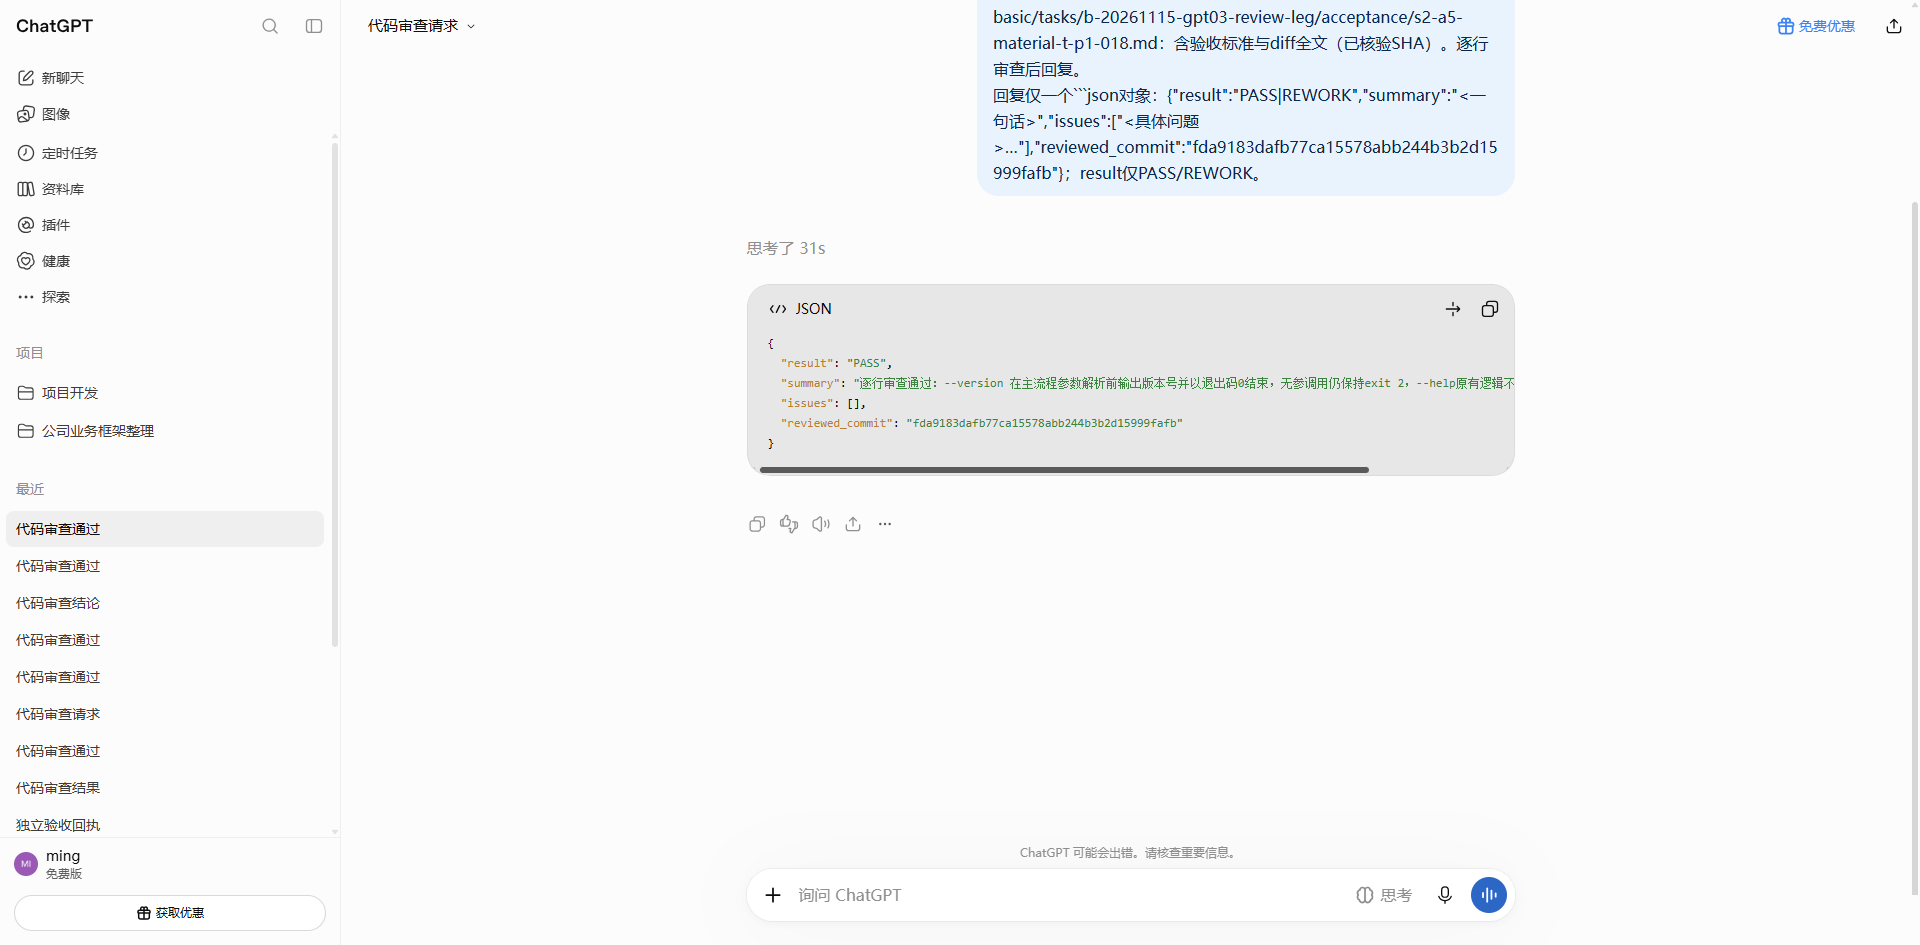 ChatGPT
新聊天
图像
定时任务
资料库
插件
健康
探索
项目
项目开发
公司业务框架整理
最近
代码审查通过
代码审查通过
代码审查结论
代码审查通过
代码审查通过
代码审查请求
代码审查通过
代码审查结果
独立验收回执
MI
ming
免费版
获取优惠
代码审查请求
免费优惠
basic/tasks/b-20261115-gpt03-review-leg/acceptance/s2-a5-
material-t-p1-018.md：含验收标准与diff全文（已核验SHA）。逐行
审查后回复。
回复仅一个```json对象：{"result":"PASS|REWORK","summary":"<一
句话>","issues":["<具体问题
>..."],"reviewed_commit":"fda9183dafb77ca15578abb244b3b2d15
999fafb"}；result仅PASS/REWORK。
思考了 31s
JSON
{
"result": "PASS",
"summary": "逐行审查通过：--version 在主流程参数解析前输出版本号并以退出码0结束，无参调用仍保持exit 2，--help原有逻辑不
"issues": [],
"reviewed_commit": "fda9183dafb77ca15578abb244b3b2d15999fafb"
}
ChatGPT 可能会出错。请核查重要信息。
询问 ChatGPT
思考